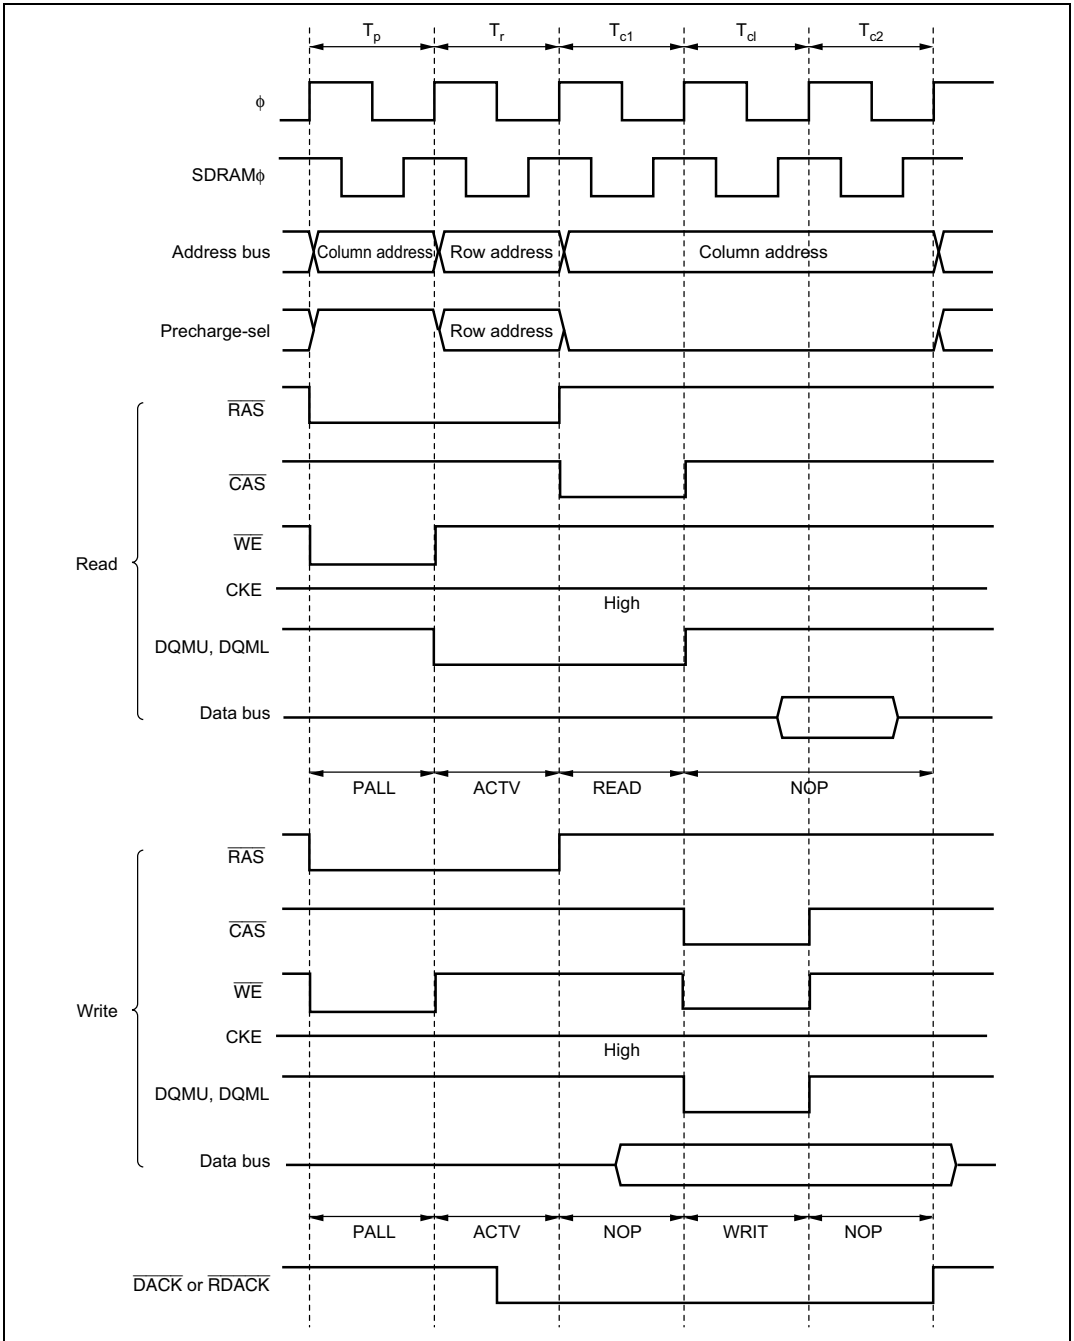 Tp Tr Tc1 Tcl Tc2
ϕ
SDRAMϕ
Address bus Column address Row address Column address
Precharge-sel Row address
Read
RAS
CAS
WE
CKE High
DQMU, DQML
Data bus
PALL ACTV READ NOP
Write
RAS
CAS
WE
CKE High
DQMU, DQML
Data bus
PALL ACTV NOP WRIT NOP
DACK or RDACK